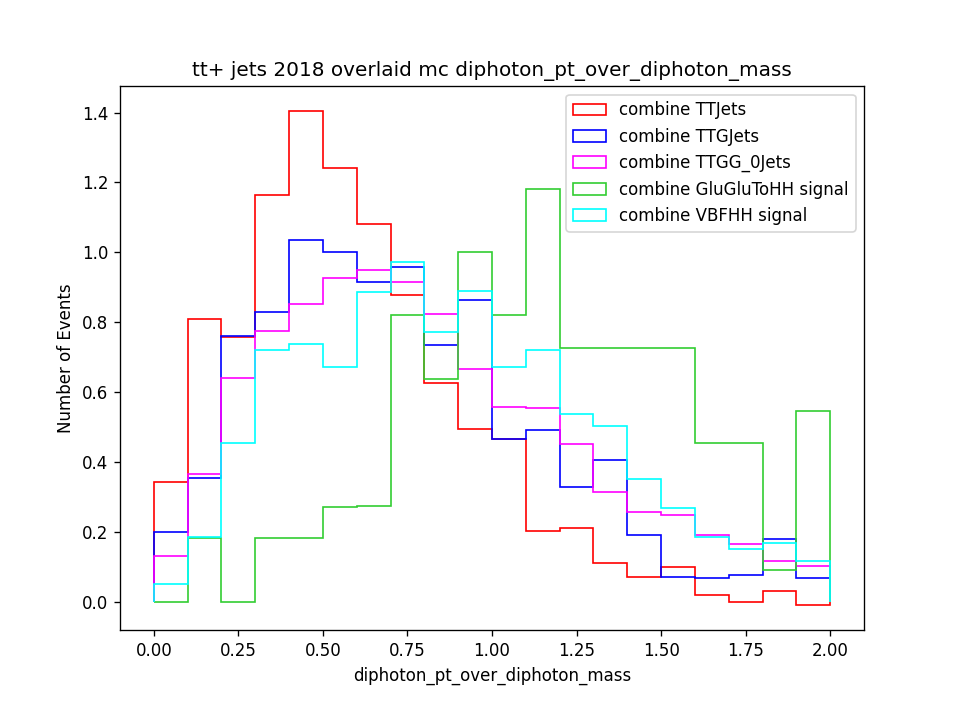 tt+ jets 2018 overlaid mc diphoton_pt_over_diphoton_mass
combine TTJets
combine TTGJets
combine TTGG_0Jets
combine GluGluToHH signal
combine VBFHH signal
Number of Events
1.4
1.2
1.0
0.8
0.6
0.4
0.2
0.0
0.00 0.25 0.50 0.75 1.00 1.25 1.50 1.75 2.00
diphoton_pt_over_diphoton_mass